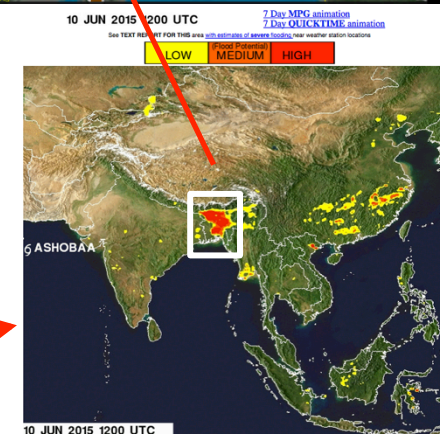 10 JUN 2015 1200 UTC
7 Day MPG animation
7 Day QUICKTIME animation
See TEXT REPORT FOR THIS area with estimates of severe flooding near weather station locations
(Flood Potential)
LOW MEDIUM HIGH
ASHOBAA
10 JUN 2015 1200 UTC